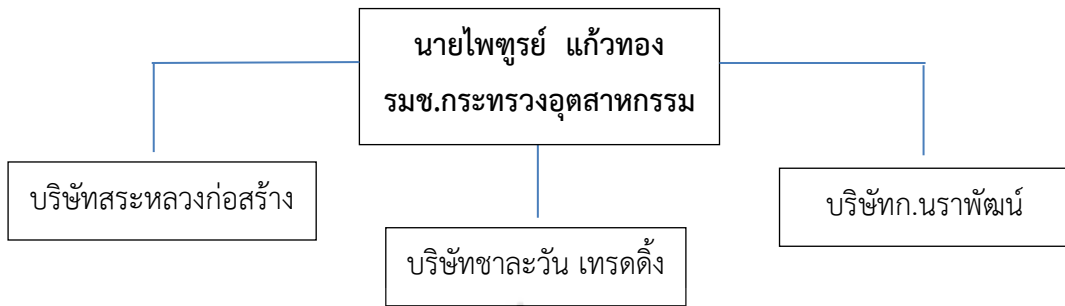 นายไพฑูรย์ แก้วทอง
รมช.กระทรวงอุตสาหกรรม
บริษัทสระหลวงก่อสร้าง
บริษัทชาละวัน เทรดดิ้ง
บริษัทก.นราพัฒน์